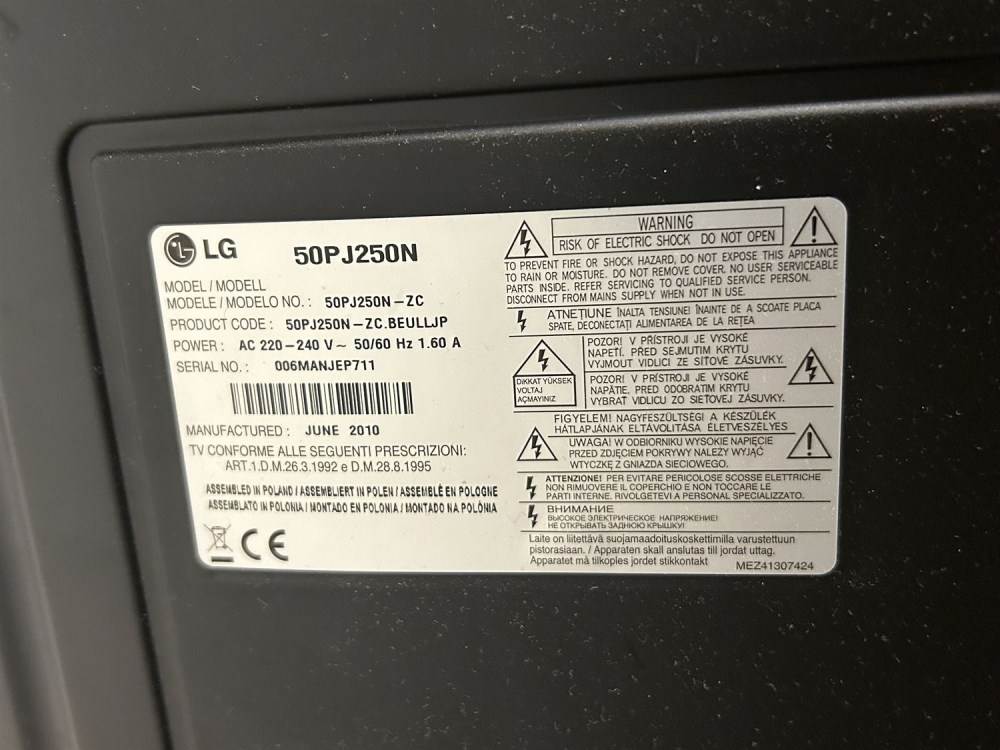 LG 50PJ250N
MODEL / MODELL
MODELE / MODELO NO. : 50PJ250N-ZC
PRODUCT CODE : 50PJ250N-ZC.BEULLJP
POWER : AC 220-240 V~ 50/60 Hz 1.60 A
SERIAL NO. : 006MANJEP711
MANUFACTURED : JUNE 2010
TV CONFORME ALLE SEGUENTI PRESCRIZIONI:
ART.1.D.M.26.3.1992 e D.M.28.8.1995
ASSEMBLED IN POLAND / ASSEMBLIERT IN POLEN / ASSEMBLÉ EN POLOGNE
ASSEMBLATO IN POLONIA / MONTADO EN POLONIA / MONTADO NA POLÓNIA
CE
WARNING
RISK OF ELECTRIC SHOCK DO NOT OPEN
TO PREVENT FIRE OR SHOCK HAZARD, DO NOT EXPOSE THIS APPLIANCE
TO RAIN OR MOISTURE. DO NOT REMOVE COVER. NO USER SERVICEABLE
PARTS INSIDE. REFER SERVICING TO QUALIFIED SERVICE PERSON.
DISCONNECT FROM MAINS SUPPLY WHEN NOT IN USE.
ATNEȚIUNE ÎNALTA TENSIUNE! ÎNAINTE DE A SCOATE PLACA
SPATE, DECONECTAȚI ALIMENTAREA DE LA REȚEA
DIKKAT YÜKSEK
VOLTAJ
AÇMAYINIZ
POZOR! V PŘÍSTROJI JE VYSOKÉ
NAPETÍ. PŘED SEJMUTIM KRYTU
VYJMOUT VIDLICI ZE SÍTOVÉ ZÁSUVKY.
POZOR! V PRÍSTROJI JE VYSOKÉ
NAPÄTIE. PRED ODOBRATIM KRYTU
VYBRAŤ VIDLICU ZO SIEŤOVEJ ZÁSUVKY.
FIGYELEM! NAGYFESZÜLTSÉG! A KÉSZÜLÉK
HÁTLAPJÁNAK ELTÁVOLÍTÁSA ÉLETVESZÉLYES
UWAGA! W ODBIORNIKU WYSOKIE NAPIĘCIE
PRZED ZDJĘCIEM POKRYWY NALEŻY WYJĄĆ
WTYCZKĘ Z GNIAZDA SIECIOWEGO.
ATTENZIONE! PER EVITARE PERICOLOSE SCOSSE ELETTRICHE
NON RIMUOVERE IL COPERCHIO E NON TOCCARE LE
PARTI INTERNE. RIVOLGETEVI A PERSONAL SPECIALIZZATO.
ВНИМАНИЕ
ВЫСОКОЕ ЭЛЕКТРИЧЕСКОЕ НАПРЯЖЕНИЕ!
НЕ ОТКРЫВАТЬ ЗАДНЮЮ КРЫШКУ!
Laite on liitettävä suojamaadoituskoskettimilla varustettuun
pistorasiaan. / Apparaten skall anslutas till jordat uttag.
Apparatet må tilkoples jordet stikkontakt
MEZ41307424